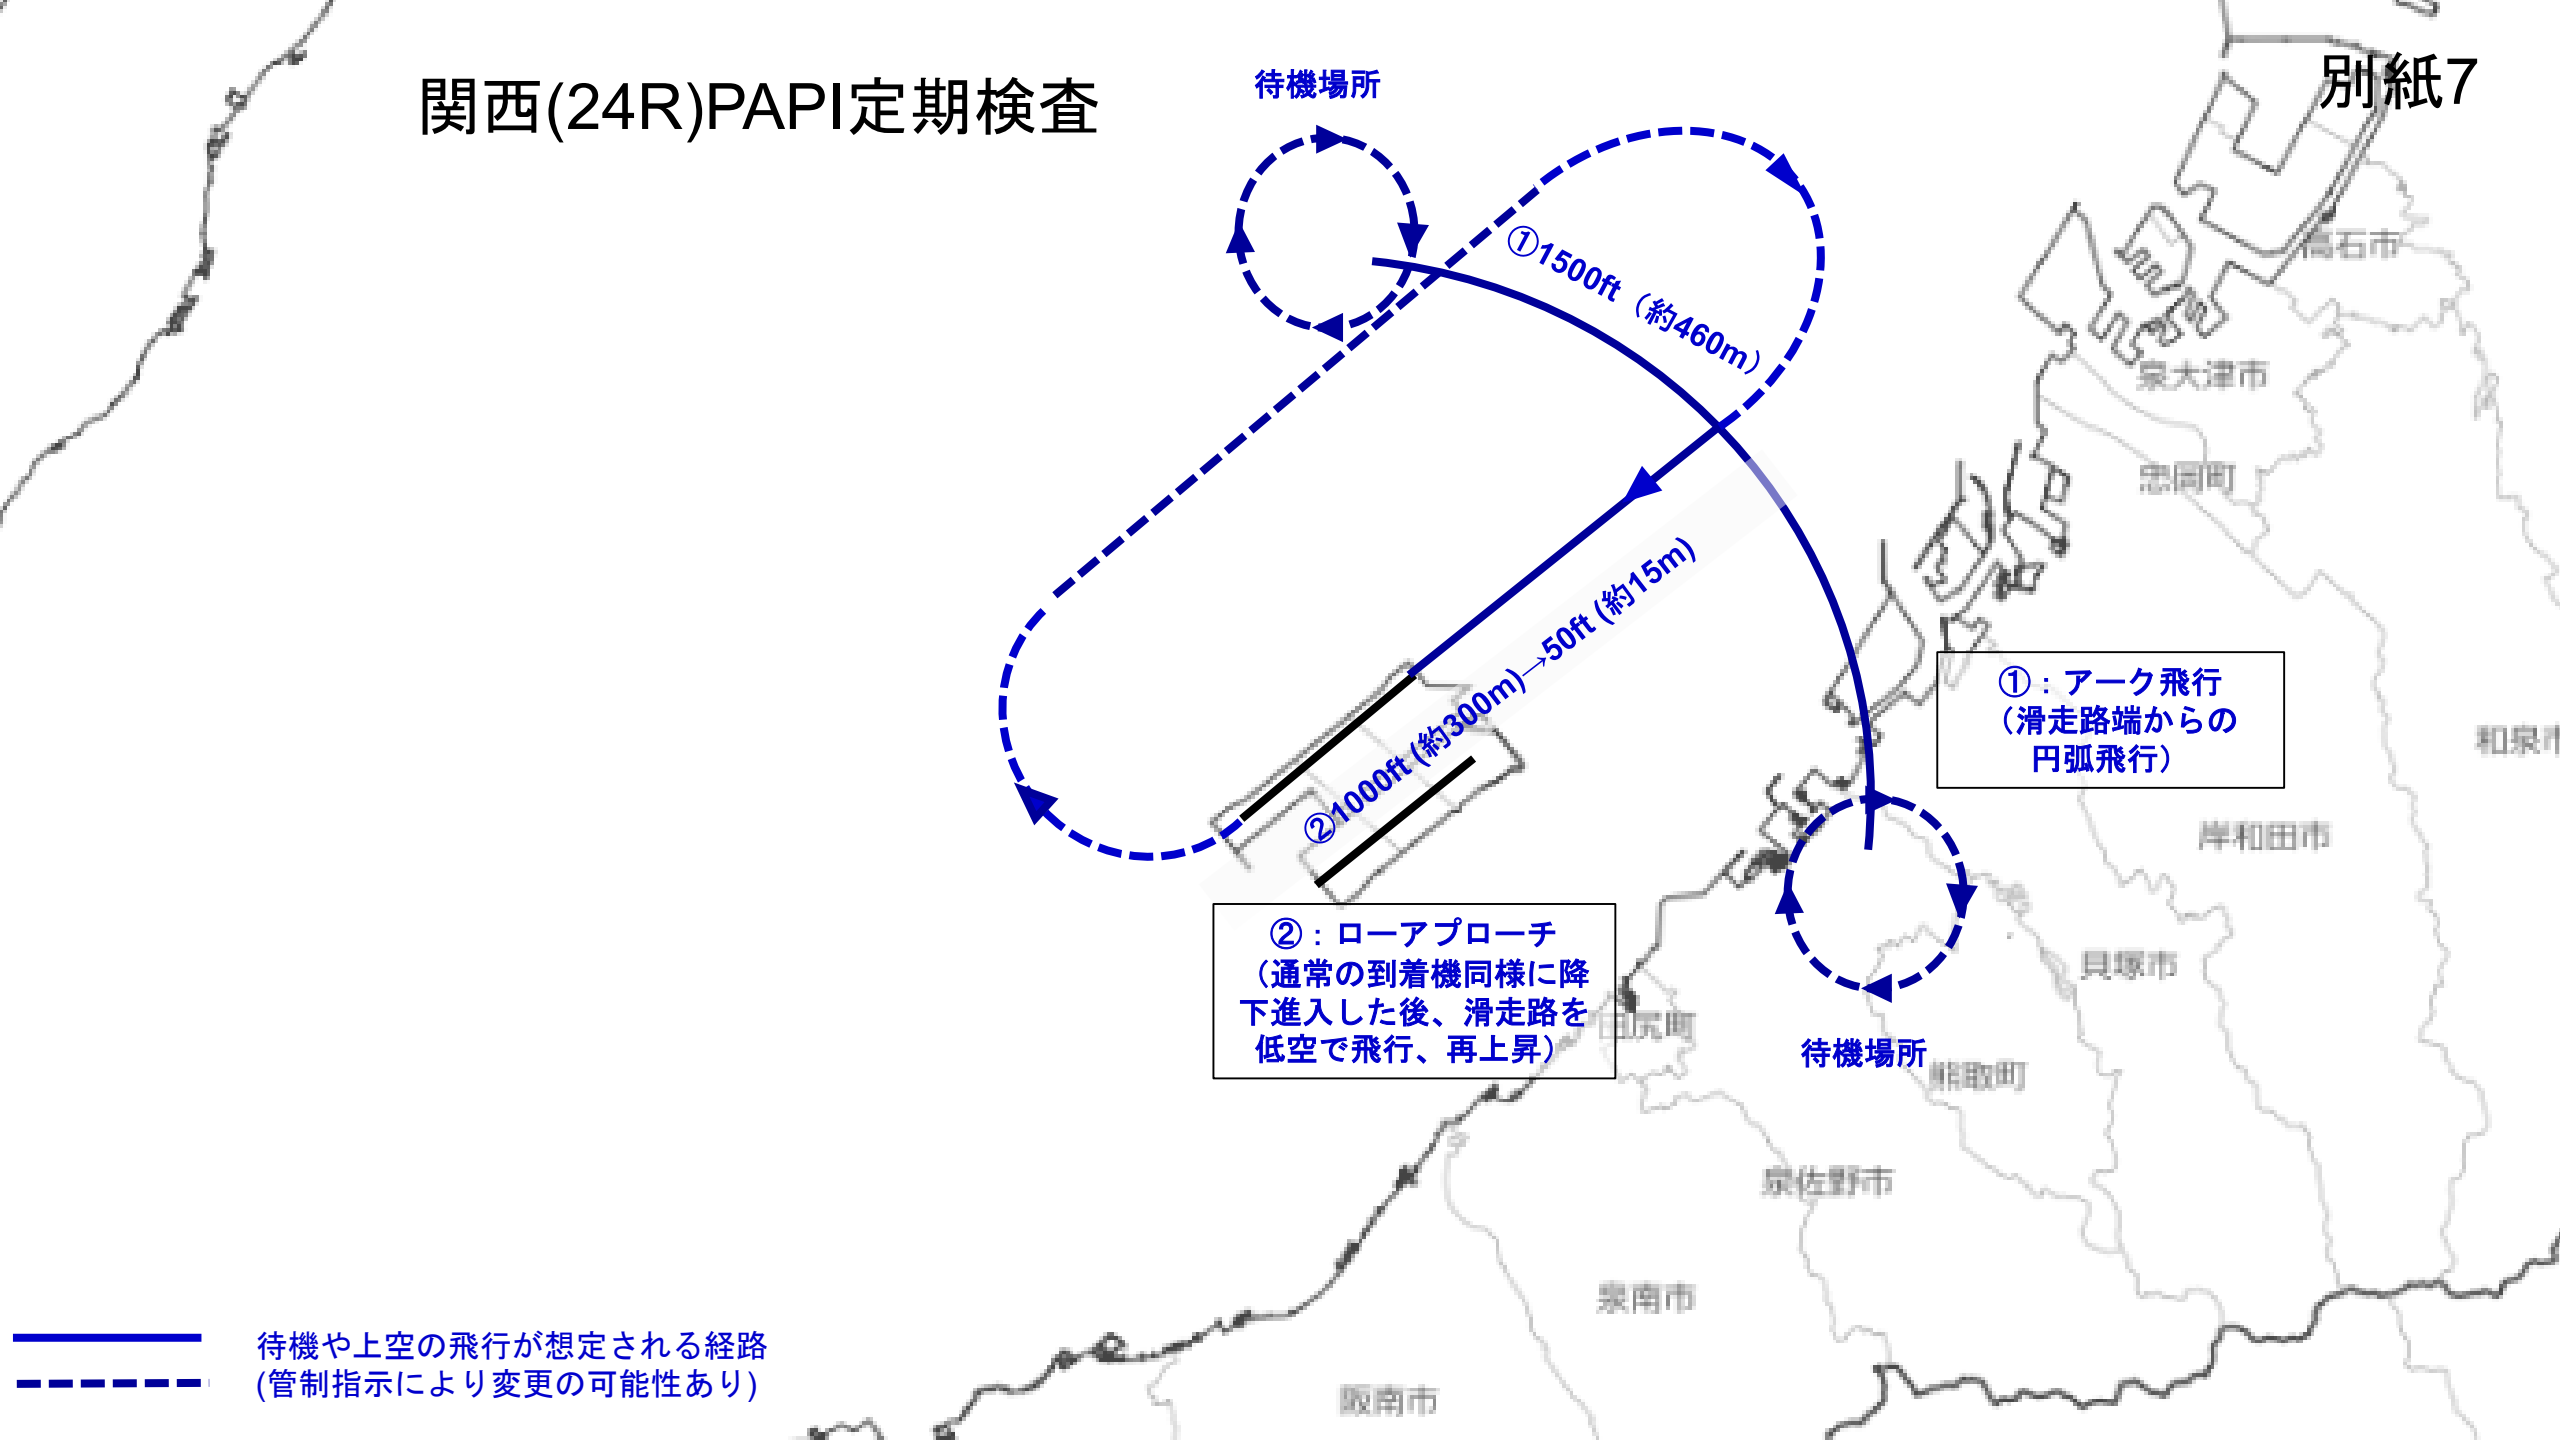 関西(24R)PAPI定期検査
別紙7
待機場所
①1500ft（約460m）
②1000ft (約300m)→50ft (約15m)
①：アーク飛行
（滑走路端からの
円弧飛行）
②：ローアプローチ
（通常の到着機同様に降
下進入した後、滑走路を
低空で飛行、再上昇）
待機場所
高石市
泉大津市
忠岡町
和泉市
岸和田市
貝塚市
田尻町
熊取町
泉佐野市
泉南市
阪南市
待機や上空の飛行が想定される経路
(管制指示により変更の可能性あり)